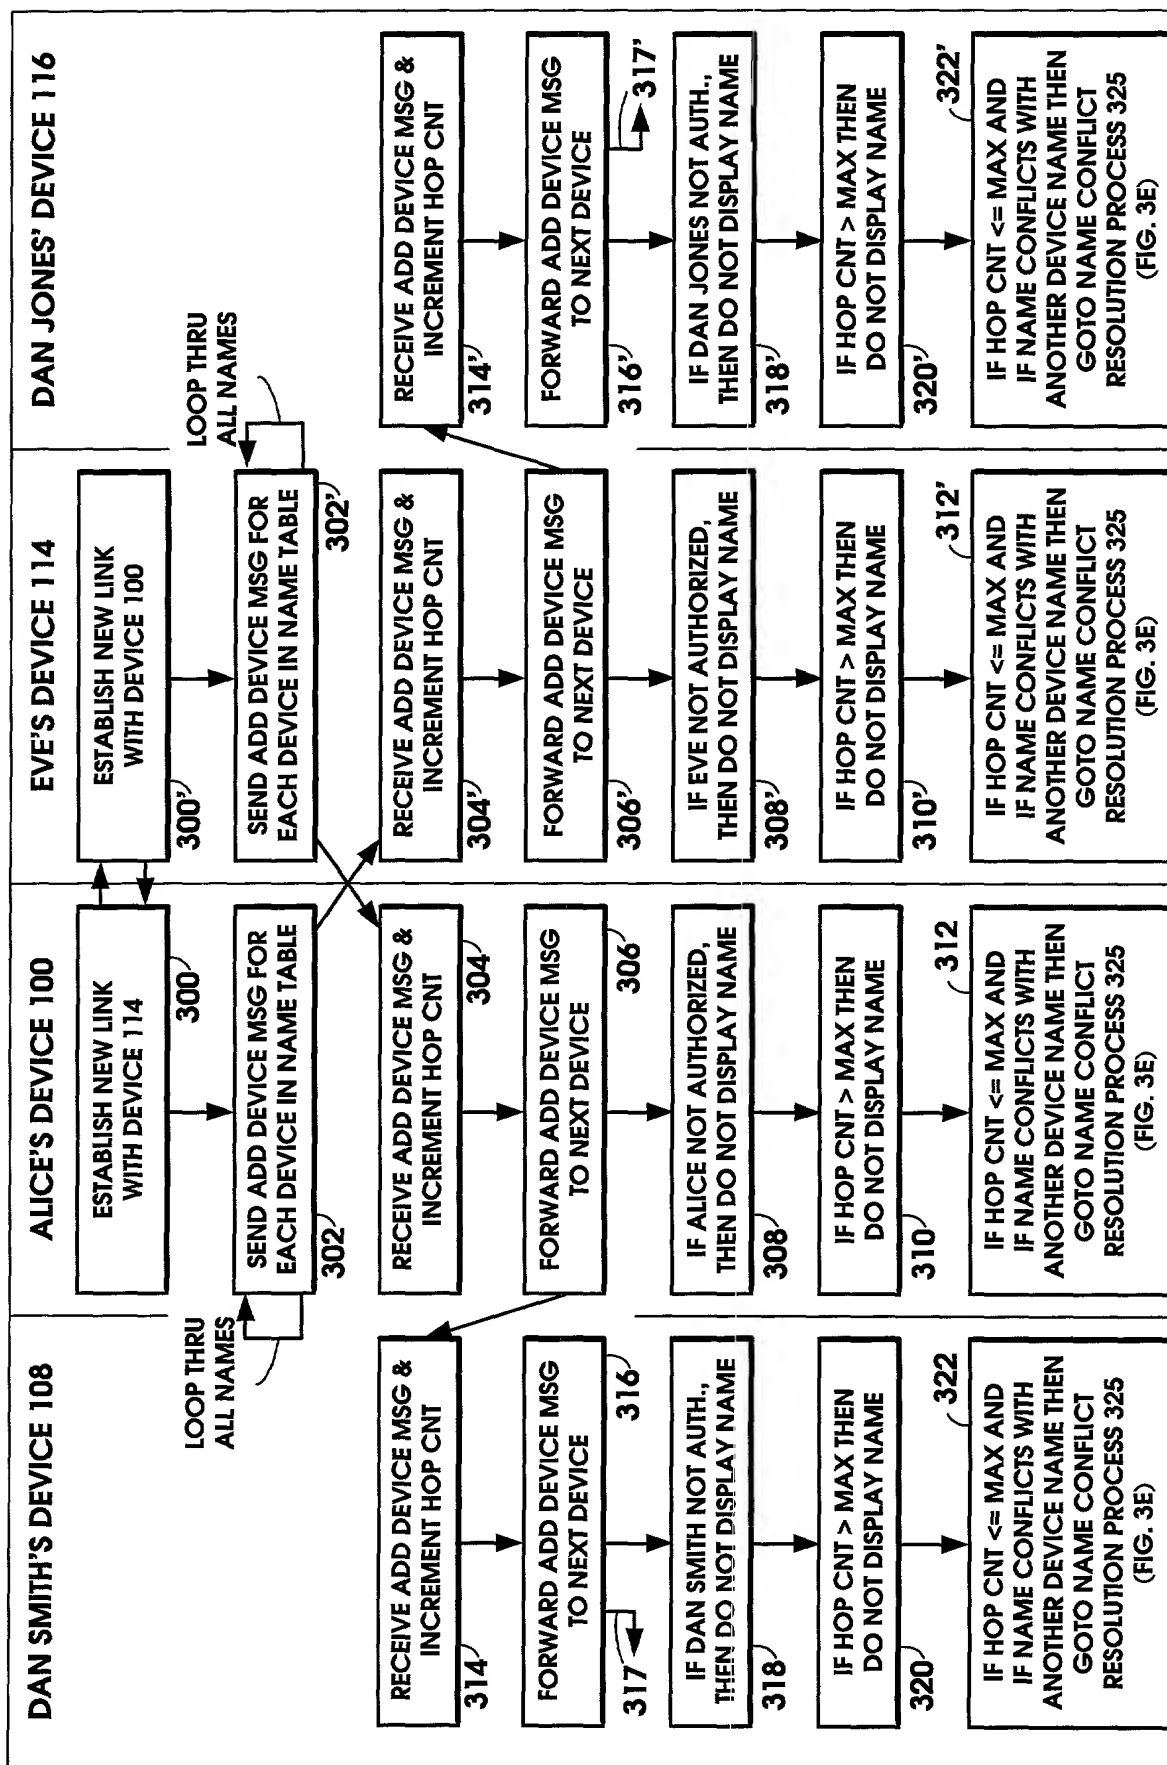 DAN SMITH'S DEVICE 108
LOOP THRU
ALL NAMES
RECEIVE ADD DEVICE MSG &
INCREMENT HOP CNT
314
FORWARD ADD DEVICE MSG
TO NEXT DEVICE
316
317
IF DAN SMITH NOT AUTH.,
THEN DO NOT DISPLAY NAME
318
IF HOP CNT > MAX THEN
DO NOT DISPLAY NAME
320
322
IF HOP CNT <= MAX AND
IF NAME CONFLICTS WITH
ANOTHER DEVICE NAME THEN
GOTO NAME CONFLICT
RESOLUTION PROCESS 325
(FIG. 3E)
ALICE'S DEVICE 100
ESTABLISH NEW LINK
WITH DEVICE 114
300
SEND ADD DEVICE MSG FOR
EACH DEVICE IN NAME TABLE
302
RECEIVE ADD DEVICE MSG &
INCREMENT HOP CNT
304
FORWARD ADD DEVICE MSG
TO NEXT DEVICE
306
IF ALICE NOT AUTHORIZED,
THEN DO NOT DISPLAY NAME
308
IF HOP CNT > MAX THEN
DO NOT DISPLAY NAME
310
312
IF HOP CNT <= MAX AND
IF NAME CONFLICTS WITH
ANOTHER DEVICE NAME THEN
GOTO NAME CONFLICT
RESOLUTION PROCESS 325
(FIG. 3E)
EVE'S DEVICE 114
ESTABLISH NEW LINK
WITH DEVICE 100
300'
SEND ADD DEVICE MSG FOR
EACH DEVICE IN NAME TABLE
302'
RECEIVE ADD DEVICE MSG &
INCREMENT HOP CNT
304'
FORWARD ADD DEVICE MSG
TO NEXT DEVICE
306'
IF EVE NOT AUTHORIZED,
THEN DO NOT DISPLAY NAME
308'
IF HOP CNT > MAX THEN
DO NOT DISPLAY NAME
310'
312'
IF HOP CNT <= MAX AND
IF NAME CONFLICTS WITH
ANOTHER DEVICE NAME THEN
GOTO NAME CONFLICT
RESOLUTION PROCESS 325
(FIG. 3E)
DAN JONES' DEVICE 116
LOOP THRU
ALL NAMES
RECEIVE ADD DEVICE MSG &
INCREMENT HOP CNT
314'
FORWARD ADD DEVICE MSG
TO NEXT DEVICE
316'
317'
IF DAN JONES NOT AUTH.,
THEN DO NOT DISPLAY NAME
318'
IF HOP CNT > MAX THEN
DO NOT DISPLAY NAME
320'
322'
IF HOP CNT <= MAX AND
IF NAME CONFLICTS WITH
ANOTHER DEVICE NAME THEN
GOTO NAME CONFLICT
RESOLUTION PROCESS 325
(FIG. 3E)